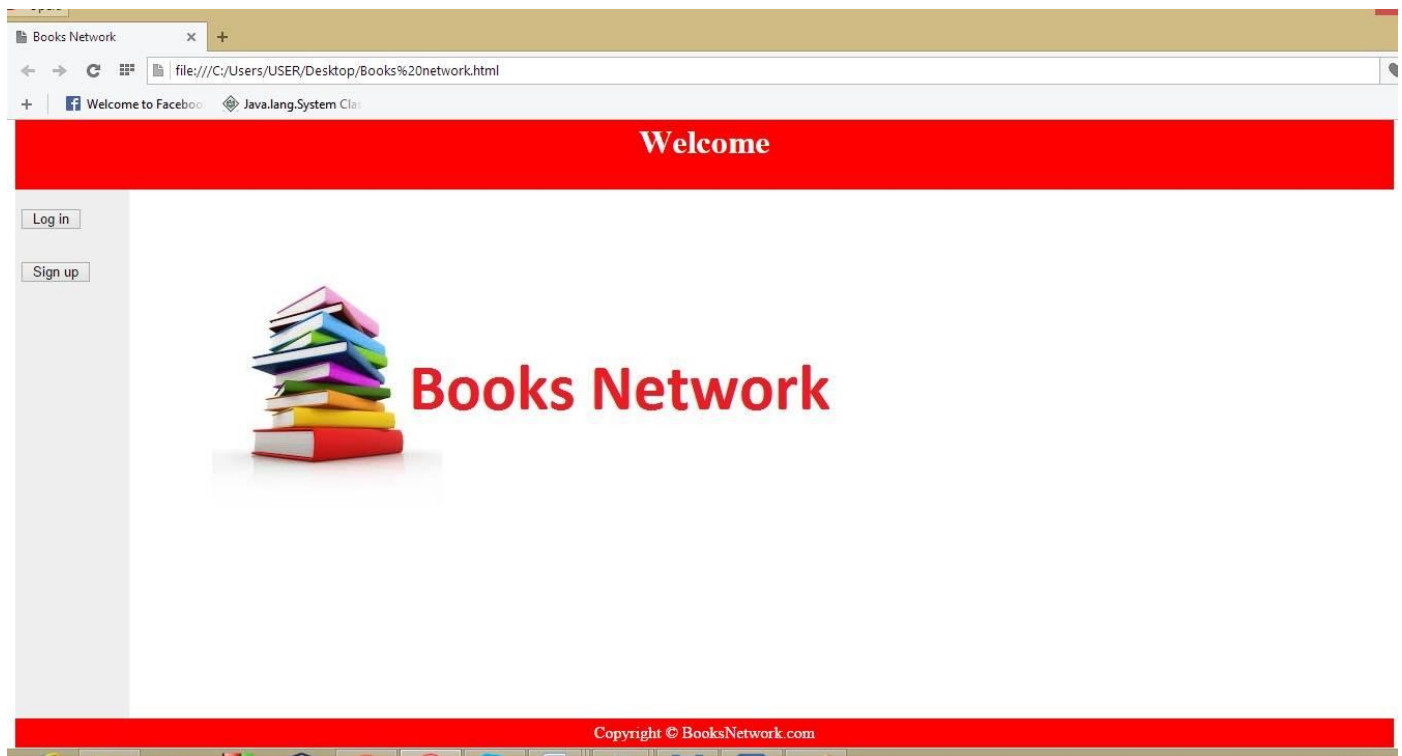 Books Network
file:///C:/Users/USER/Desktop/Books%20network.html
Welcome to Faceboo Java.lang.System Cla
Welcome
Log in
Sign up
Books Network
Copyright © BooksNetwork.com